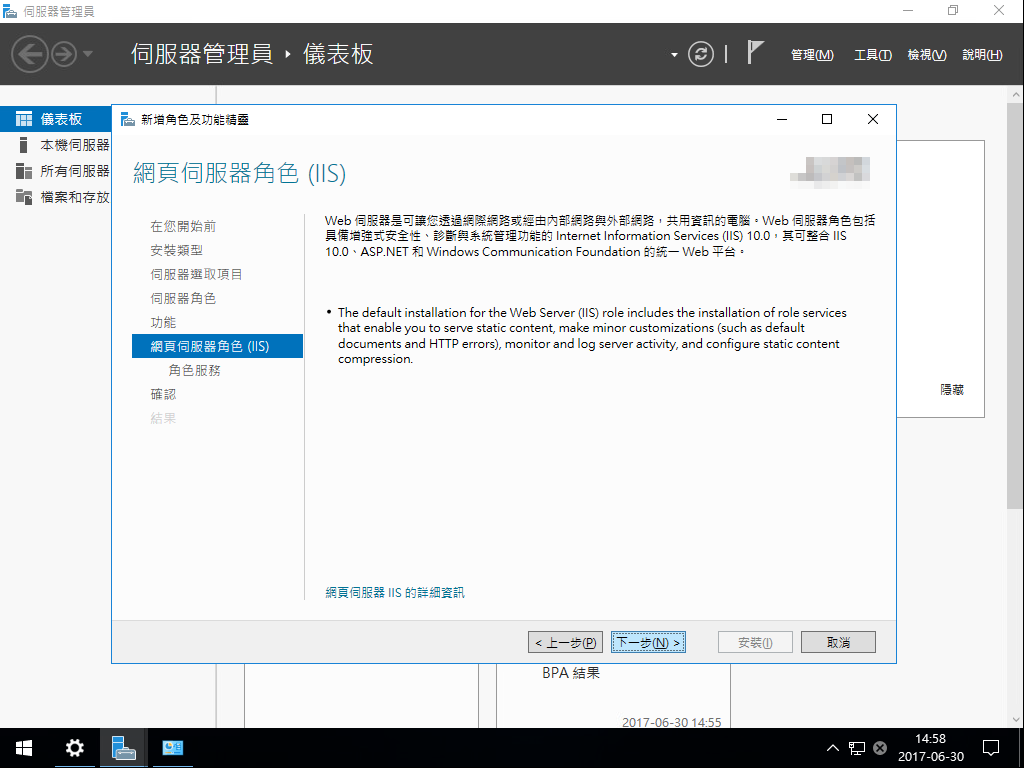 伺服器管理員
伺服器管理員 ‣ 儀表板
管理(M) 工具(T) 檢視(V) 說明(H)
儀表板
本機伺服器
所有伺服器
檔案和存放
新增角色及功能精靈
網頁伺服器角色 (IIS)
在您開始前
安裝類型
伺服器選取項目
伺服器角色
功能
網頁伺服器角色 (IIS)
角色服務
確認
結果
Web 伺服器是可讓您透過網際網路或經由內部網路與外部網路，共用資訊的電腦。Web 伺服器角色包括
具備增強式安全性、診斷與系統管理功能的 Internet Information Services (IIS) 10.0，其可整合 IIS
10.0、ASP.NET 和 Windows Communication Foundation 的統一 Web 平台。
• The default installation for the Web Server (IIS) role includes the installation of role services
that enable you to serve static content, make minor customizations (such as default
documents and HTTP errors), monitor and log server activity, and configure static content
compression.
網頁伺服器 IIS 的詳細資訊
< 上一步(P) 下一步(N) > 安裝(I) 取消
隱藏
BPA 結果
2017-06-30 14:55
14:58
2017-06-30